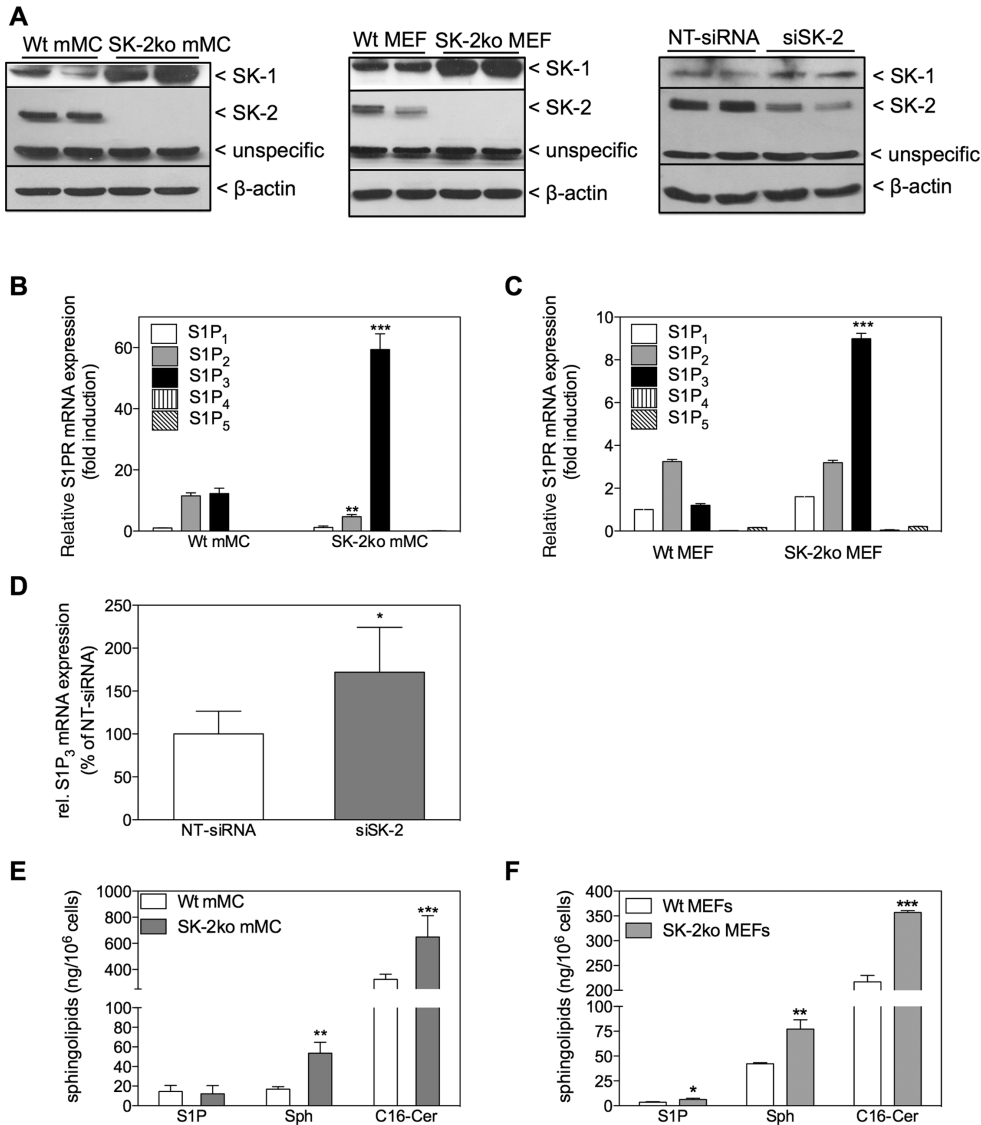 A
Wt mMC SK-2ko mMC
< SK-1
< SK-2
< unspecific
< β-actin
Wt MEF SK-2ko MEF
< SK-1
< SK-2
< unspecific
< β-actin
NT-siRNA siSK-2
< SK-1
< SK-2
< unspecific
< β-actin
B
Relative S1PR mRNA expression
(fold induction)
60
40
20
0
S1P1
S1P2
S1P3
S1P4
S1P5
**
***
Wt mMC SK-2ko mMC
C
Relative S1PR mRNA expression
(fold induction)
10
8
6
4
2
0
S1P1
S1P2
S1P3
S1P4
S1P5
***
Wt MEF SK-2ko MEF
D
rel. S1P3 mRNA expression
(% of NT-siRNA)
250
200
150
100
50
0
*
NT-siRNA siSK-2
E
sphingolipids (ng/106 cells)
1000
800
600
400
100
80
60
40
20
0
Wt mMC
SK-2ko mMC
**
***
S1P Sph C16-Cer
F
sphingolipids (ng/106 cells)
400
350
300
250
200
100
75
50
25
0
Wt MEFs
SK-2ko MEFs
*
**
***
S1P Sph C16-Cer